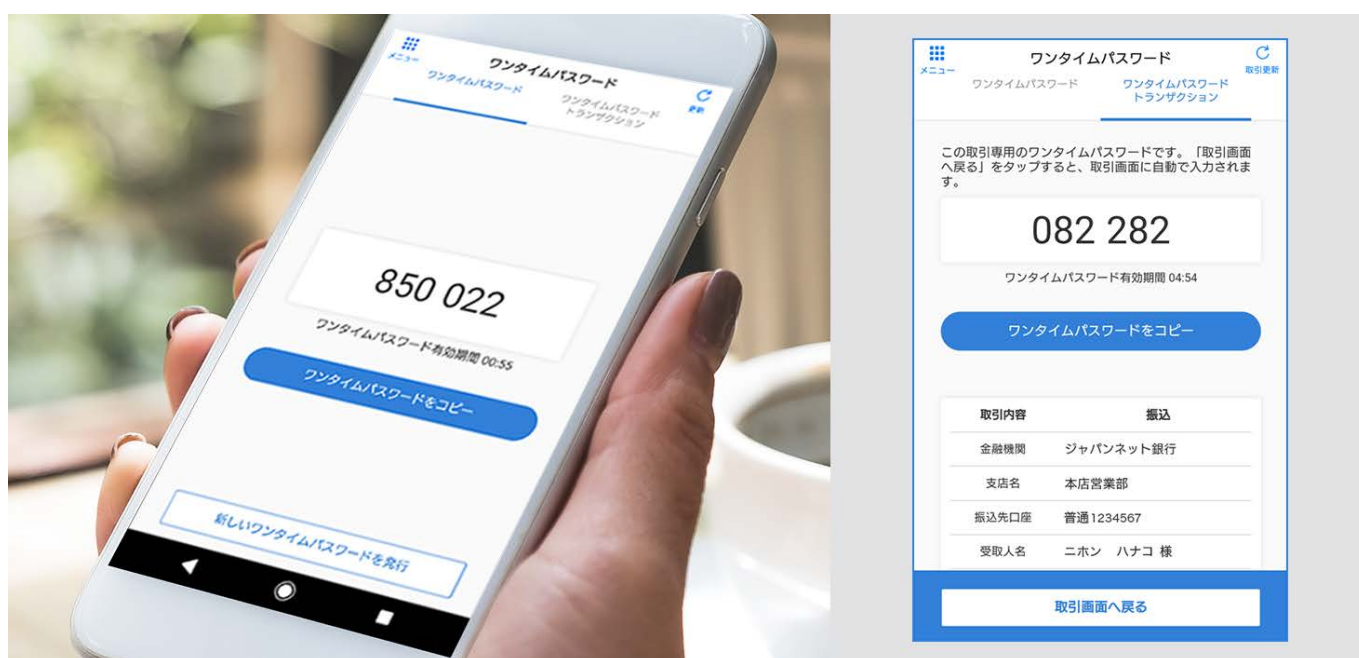 ワンタイムパスワード
メニュー
更新
ワンタイムパスワード
ワンタイムパスワード
トランザクション
850 022
ワンタイムパスワード有効期間 00:55
ワンタイムパスワードをコピー
新しいワンタイムパスワードを発行
ワンタイムパスワード
メニュー
取引更新
ワンタイムパスワード
ワンタイムパスワード
トランザクション
この取引専用のワンタイムパスワードです。「取引画面
へ戻る」をタップすると、取引画面に自動で入力されま
す。
082 282
ワンタイムパスワード有効期間 04:54
ワンタイムパスワードをコピー
取引内容 振込
金融機関 ジャパンネット銀行
支店名 本店営業部
振込先口座 普通1234567
受取人名 ニホン ハナコ 様
取引画面へ戻る